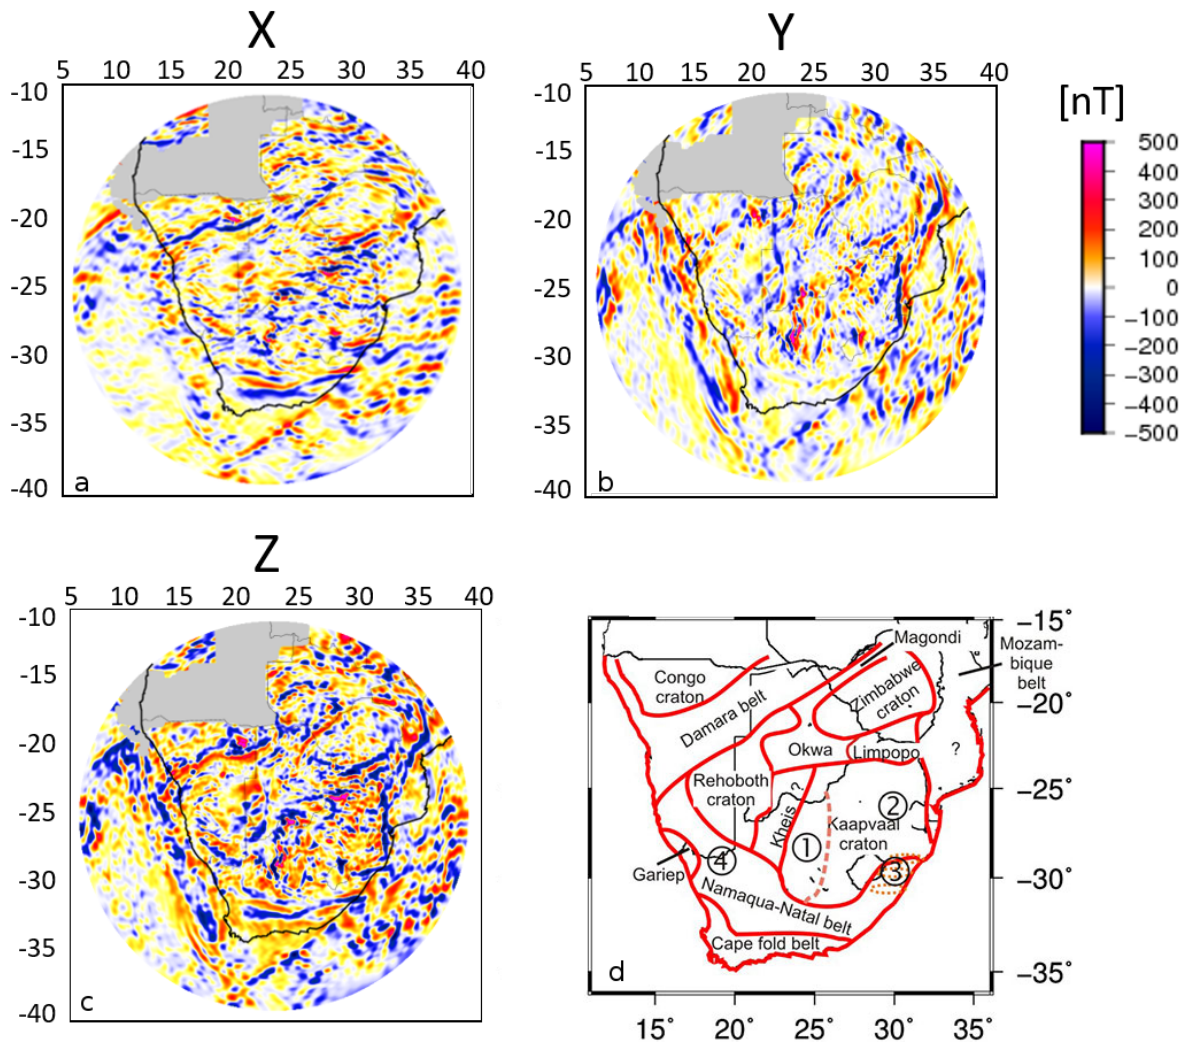 X
Y
5 10 15 20 25 30 35 40
5 10 15 20 25 30 35 40
[nT]
-10
-15
-20
-25
-30
-35
-40
a
-10
-15
-20
-25
-30
-35
-40
b
500
400
300
200
100
0
-100
-200
-300
-400
-500
Z
5 10 15 20 25 30 35 40
-10
-15
-20
-25
-30
-35
-40
c
Magondi
Mozam-
bique
belt
Congo
craton
Zimbabwe
craton
Damara belt
Okwa
Limpopo
?
Rehoboth
craton
Kheis ?
1
2
Kaapvaal
craton
3
4
Gariep
Namaqua-Natal belt
Cape fold belt
d
-15°
-20°
-25°
-30°
-35°
15° 20° 25° 30° 35°